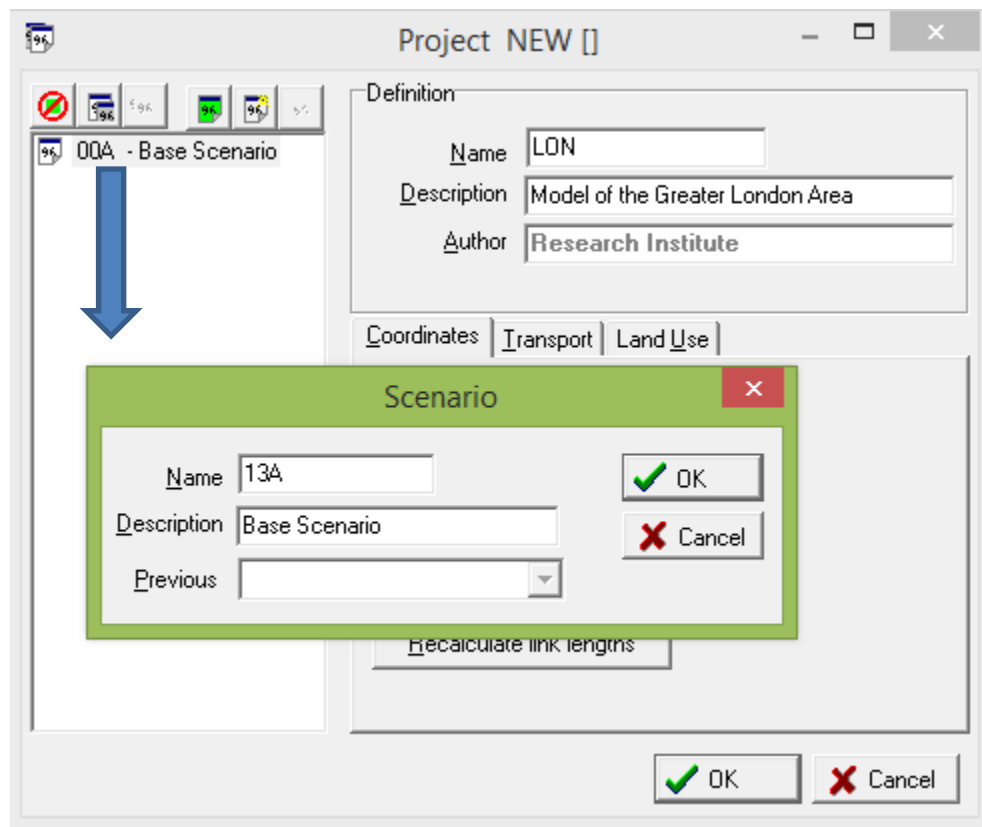 Project NEW []
00A - Base Scenario
Definition
Name LON
Description Model of the Greater London Area
Author Research Institute
Coordinates Transport Land Use
Scenario
Name 13A
OK
Description Base Scenario
Cancel
Previous
Recalculate link lengths
OK Cancel